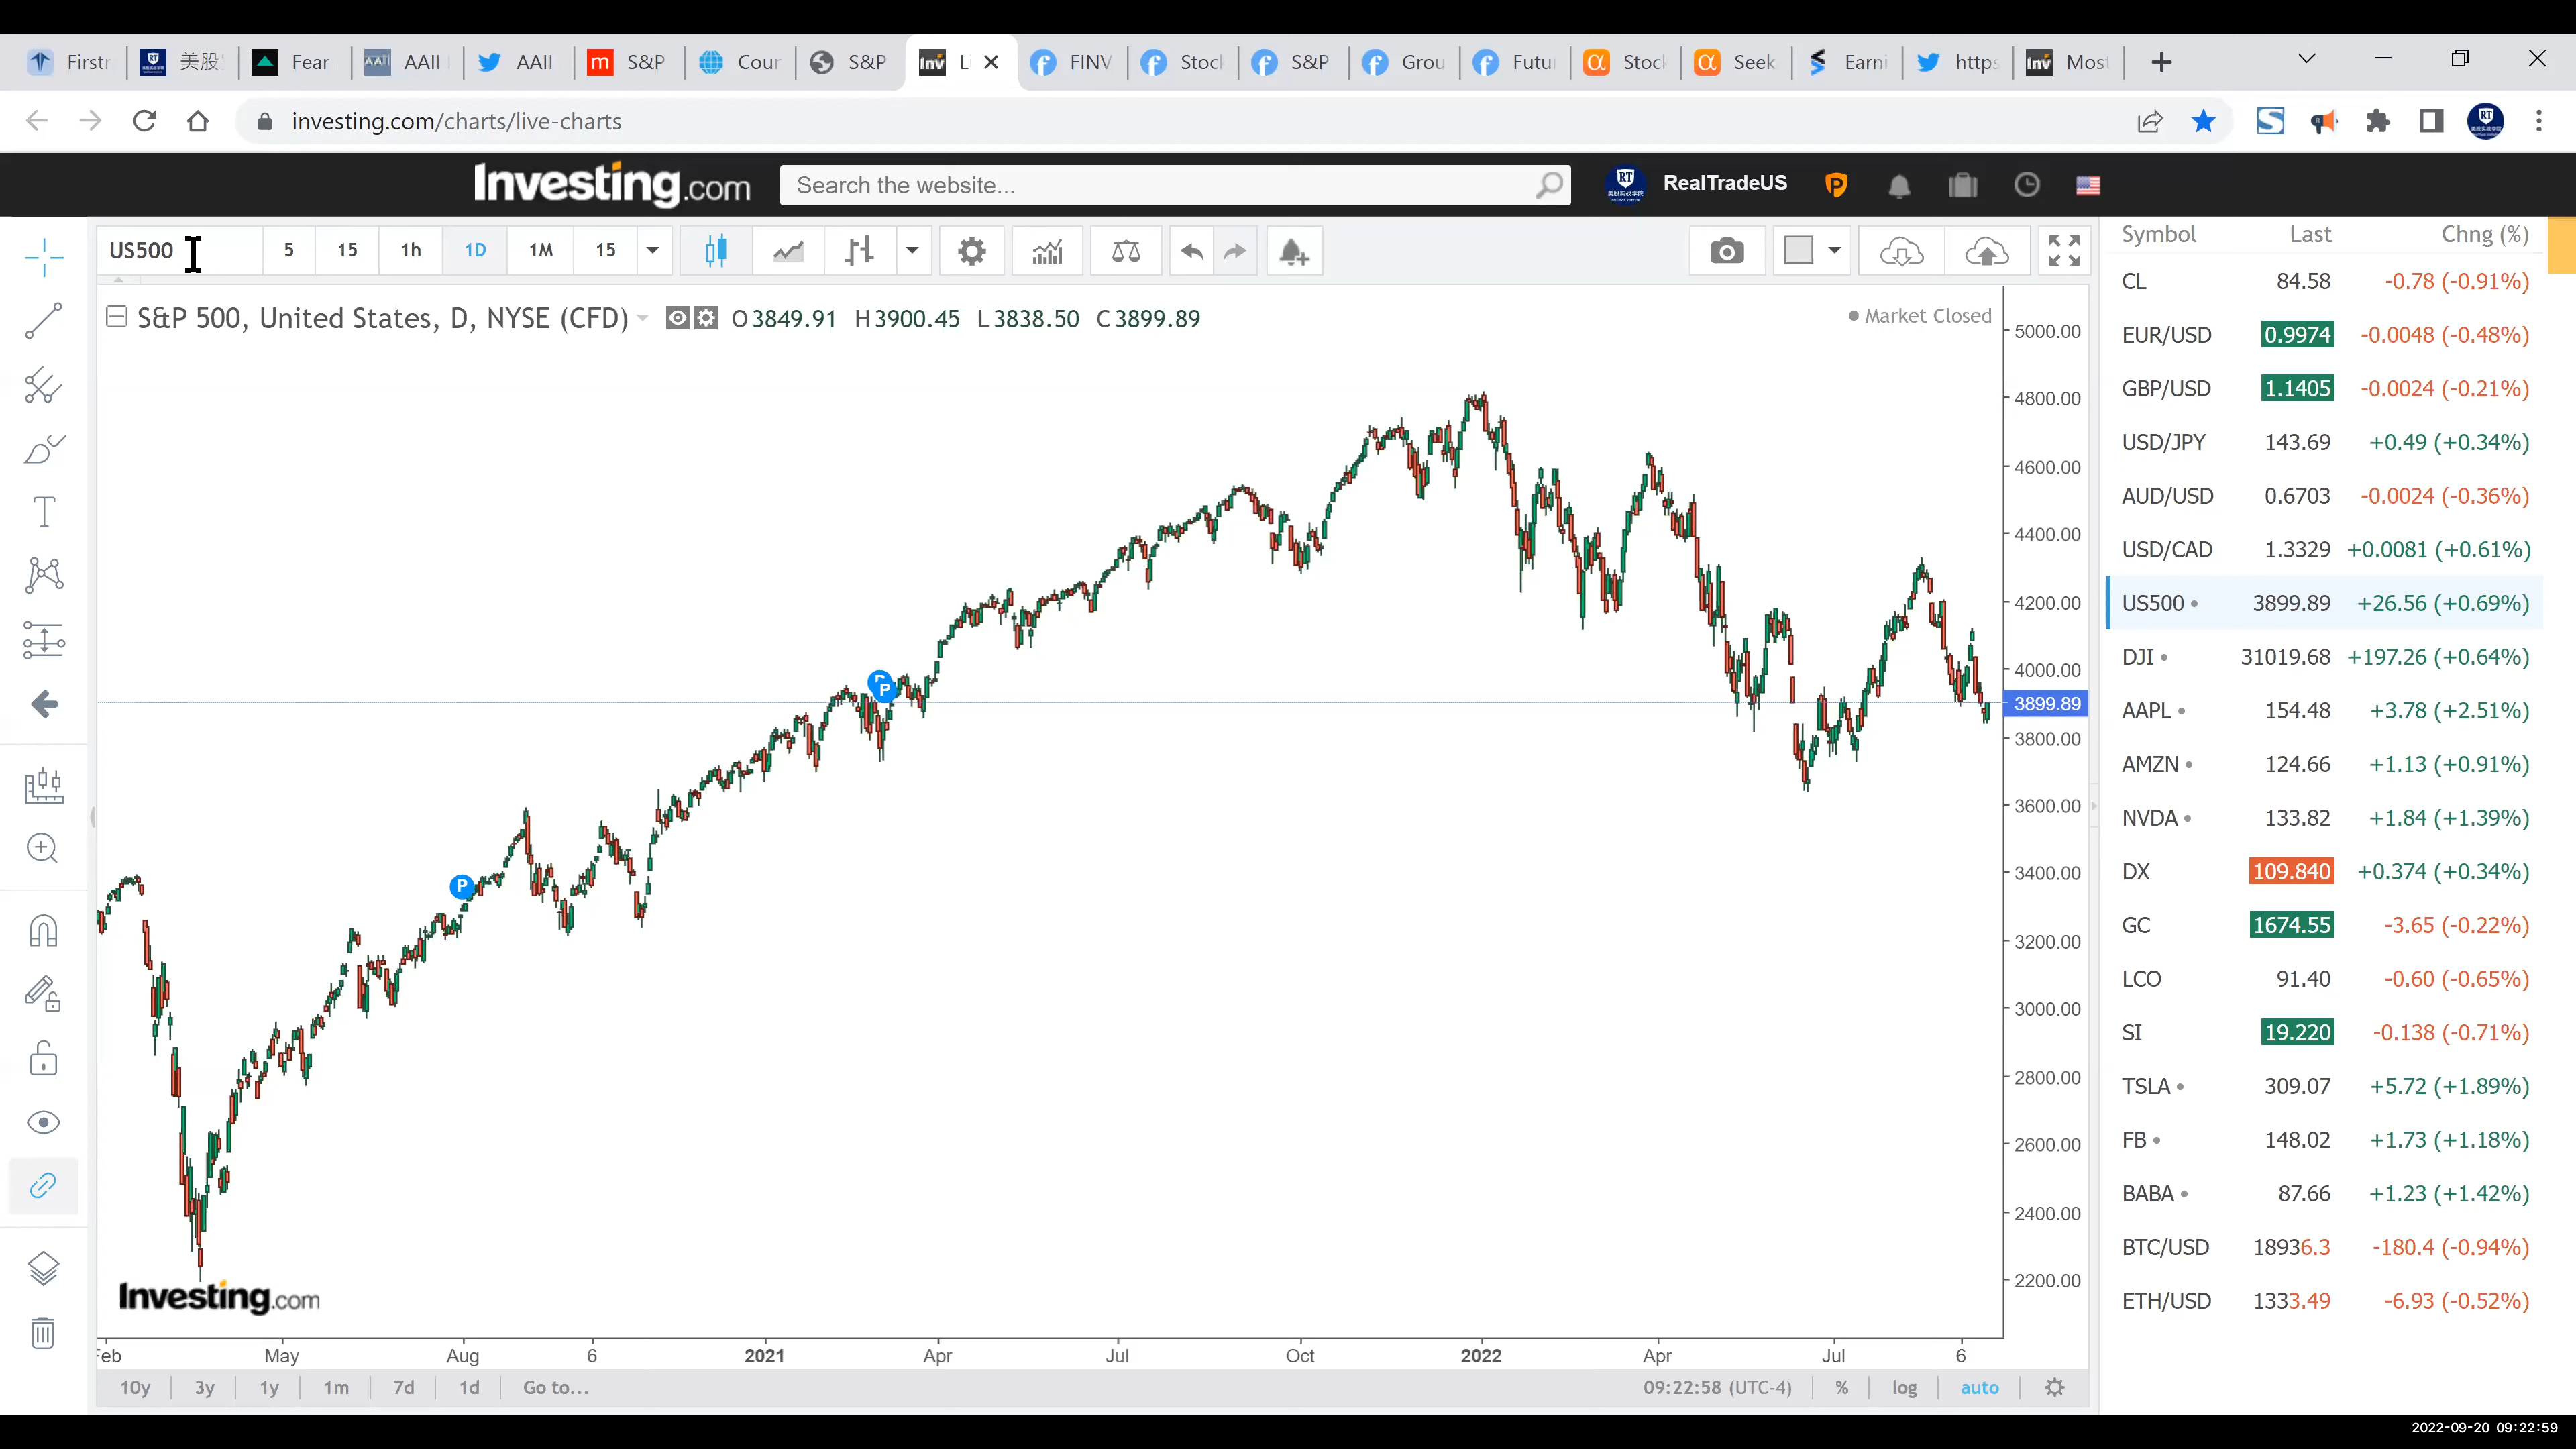 Firstr
美股
Fear
AAII
AAII
S&P
Cour
S&P
Li
FINV
Stock
S&P
Grou
Futu
Stock
Seek
Earni
https
Most
investing.com/charts/live-charts
Investing.com
Search the website...
RealTradeUS
US500 5 15 1h 1D 1M 15
S&P 500, United States, D, NYSE (CFD) O3849.91 H3900.45 L3838.50 C3899.89
Market Closed
5000.00
4800.00
4600.00
4400.00
4200.00
4000.00
3899.89
3800.00
3600.00
3400.00
3200.00
3000.00
2800.00
2600.00
2400.00
2200.00
P
P
Investing.com
Feb May Aug 6 2021 Apr Jul Oct 2022 Apr Jul 6
10y 3y 1y 1m 7d 1d Go to... 09:22:58 (UTC-4) % log auto
Symbol Last Chng (%)
CL 84.58 -0.78 (-0.91%)
EUR/USD 0.9974 -0.0048 (-0.48%)
GBP/USD 1.1405 -0.0024 (-0.21%)
USD/JPY 143.69 +0.49 (+0.34%)
AUD/USD 0.6703 -0.0024 (-0.36%)
USD/CAD 1.3329 +0.0081 (+0.61%)
US500 3899.89 +26.56 (+0.69%)
DJI 31019.68 +197.26 (+0.64%)
AAPL 154.48 +3.78 (+2.51%)
AMZN 124.66 +1.13 (+0.91%)
NVDA 133.82 +1.84 (+1.39%)
DX 109.840 +0.374 (+0.34%)
GC 1674.55 -3.65 (-0.22%)
LCO 91.40 -0.60 (-0.65%)
SI 19.220 -0.138 (-0.71%)
TSLA 309.07 +5.72 (+1.89%)
FB 148.02 +1.73 (+1.18%)
BABA 87.66 +1.23 (+1.42%)
BTC/USD 18936.3 -180.4 (-0.94%)
ETH/USD 1333.49 -6.93 (-0.52%)
2022-09-20 09:22:59